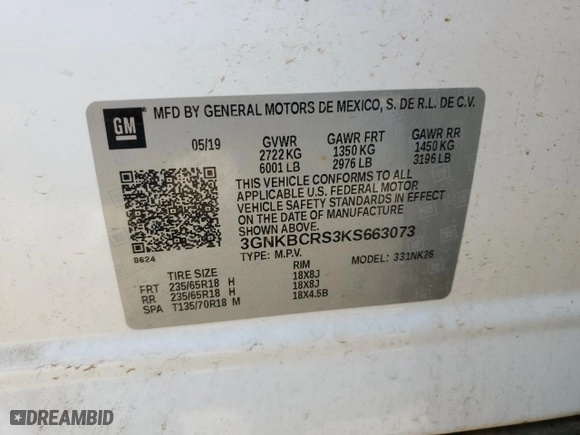 GM
MFD BY GENERAL MOTORS DE MEXICO, S. DE R.L. DE C.V.
05/19 GVWR GAWR FRT GAWR RR
2722 KG 1350 KG 1450 KG
6001 LB 2976 LB 3196 LB
THIS VEHICLE CONFORMS TO ALL
APPLICABLE U.S. FEDERAL MOTOR
VEHICLE SAFETY STANDARDS IN EFFECT
ON THE DATE OF MANUFACTURE
SHOWN ABOVE.
3GNKBCRS3KS663073
8624
TYPE: M.P.V. MODEL: 331NK26
TIRE SIZE RIM
FRT 235/65R18 H 18X8J
RR 235/65R18 H 18X8J
SPA T135/70R18 M 18X4.5B
DREAMBID